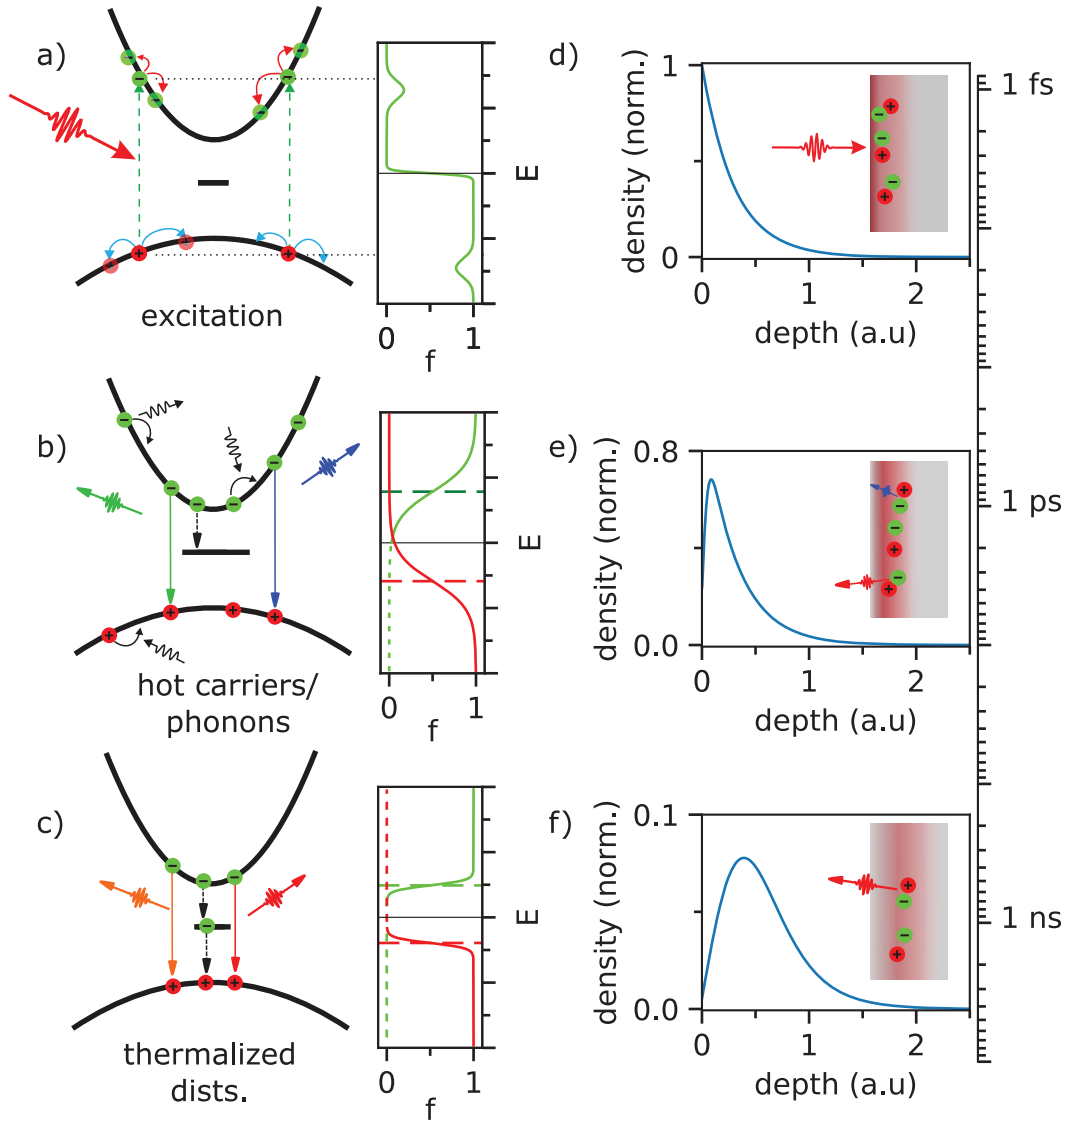 a)
E
excitation
0 1
f
d)
density (norm.)
1
0
0 1 2
depth (a.u)
1 fs
b)
E
hot carriers/
phonons
0 1
f
e)
density (norm.)
0.8
0.0
0 1 2
depth (a.u)
1 ps
c)
E
thermalized
dists.
0 1
f
f)
density (norm.)
0.1
0.0
0 1 2
depth (a.u)
1 ns